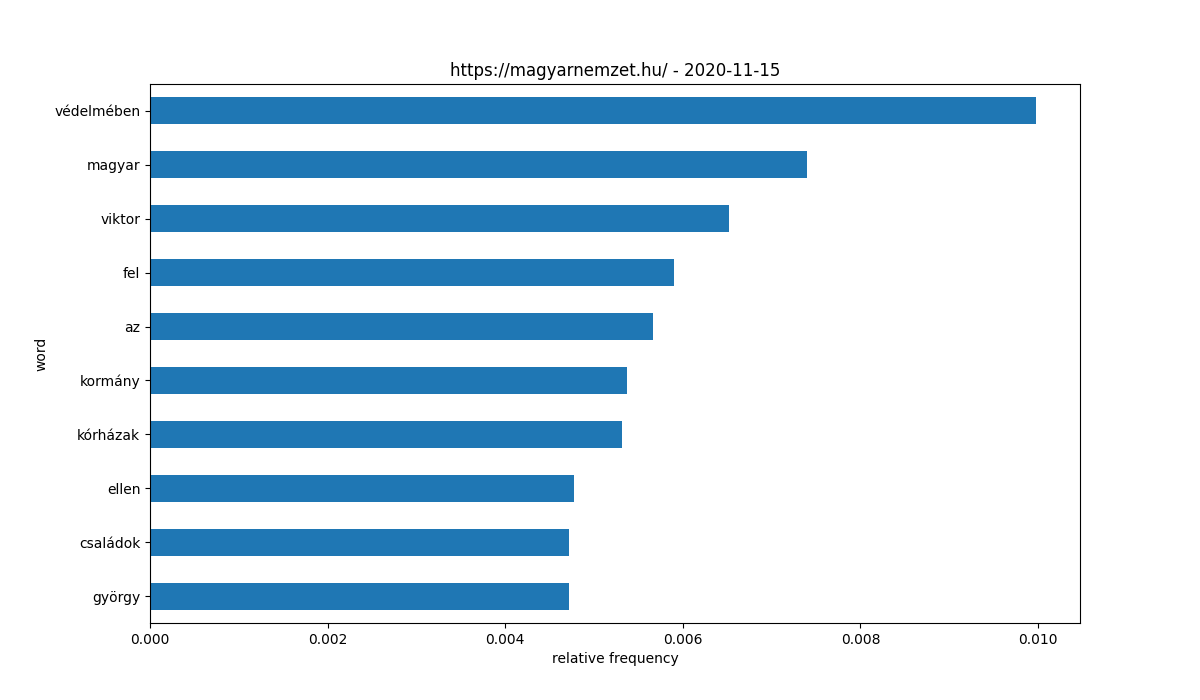 https://magyarnemzet.hu/ - 2020-11-15
védelmében
magyar
viktor
fel
az
kormány
kórházak
ellen
családok
györgy
word
0.000 0.002 0.004 0.006 0.008 0.010
relative frequency